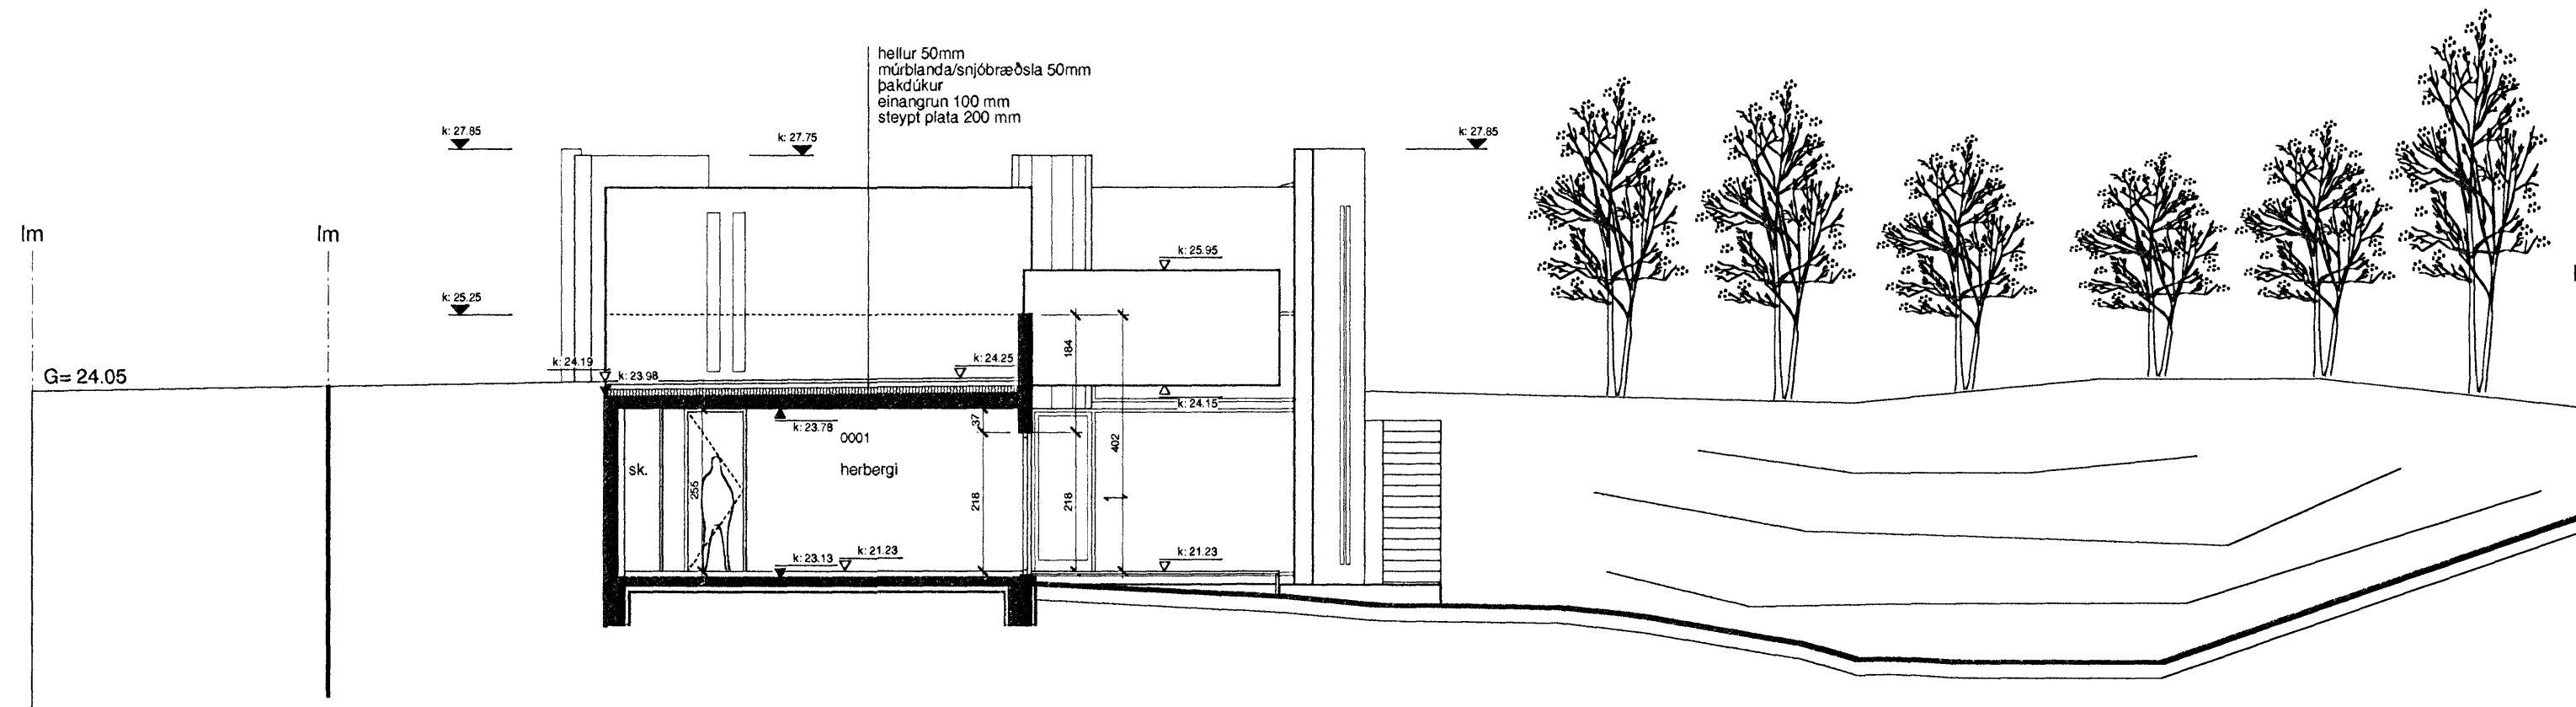 hellur 50mm
múrblanda/snjóbræðsla 50mm
þakdúkur
einangrun 100 mm
steypt plata 200 mm
k: 27.85
k: 27.75
k: 27.85
lm
lm
k: 25.95
k: 25.25
184
k: 24.19
k: 24.25
G= 24.05
k: 23.98
k: 24.15
k: 23.78
37
0001
402
sk.
herbergi
255
218
218
k: 23.13
k: 21.23
k: 21.23